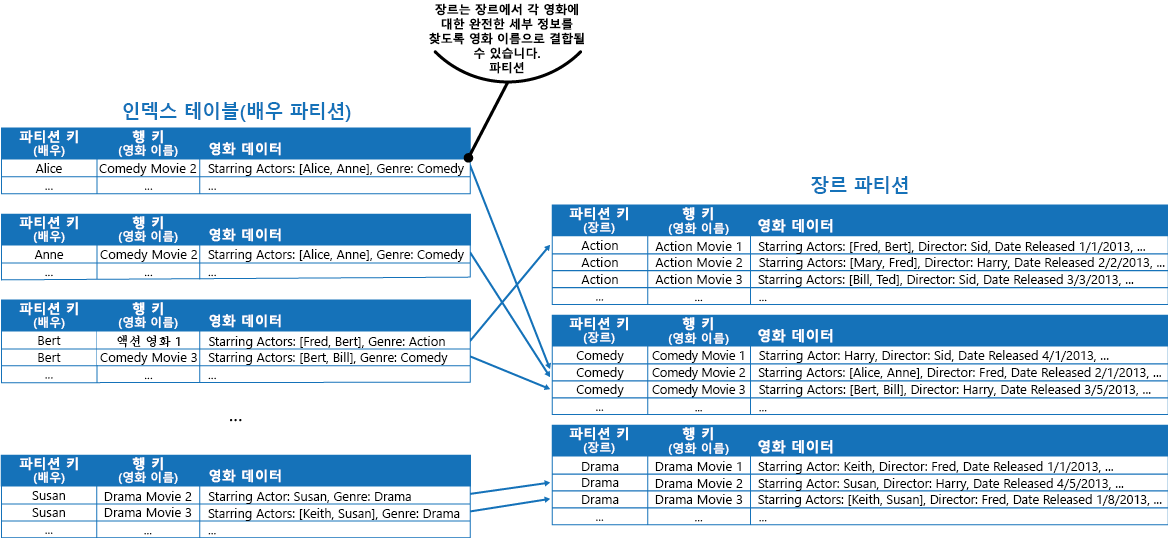 장르는 장르에서 각 영화에
대한 완전한 세부 정보를
찾도록 영화 이름으로 결합될
수 있습니다.
파티션
인덱스 테이블(배우 파티션)
파티션 키 행 키 영화 데이터
(배우) (영화 이름)
Alice Comedy Movie 2 Starring Actors: [Alice, Anne], Genre: Comedy
... ... ...
파티션 키 행 키 영화 데이터
(배우) (영화 이름)
Anne Comedy Movie 2 Starring Actors: [Alice, Anne], Genre: Comedy
... ... ...
파티션 키 행 키 영화 데이터
(배우) (영화 이름)
Bert 액션 영화 1 Starring Actors: [Fred, Bert], Genre: Action
Bert Comedy Movie 3 Starring Actors: [Bert, Bill], Genre: Comedy
... ... ...
...
파티션 키 행 키 영화 데이터
(배우) (영화 이름)
Susan Drama Movie 2 Starring Actor: Susan, Genre: Drama
Susan Drama Movie 3 Starring Actors: [Keith, Susan], Genre: Drama
... ... ...
장르 파티션
파티션 키 행 키 영화 데이터
(장르) (영화 이름)
Action Action Movie 1 Starring Actors: [Fred, Bert], Director: Sid, Date Released 1/1/2013, ...
Action Action Movie 2 Starring Actors: [Mary, Fred], Director: Harry, Date Released 2/2/2013, ...
Action Action Movie 3 Starring Actors: [Bill, Ted], Director: Sid, Date Released 3/3/2013, ...
... ... ...
파티션 키 행 키 영화 데이터
(장르) (영화 이름)
Comedy Comedy Movie 1 Starring Actor: Harry, Director: Sid, Date Released 4/1/2013, ...
Comedy Comedy Movie 2 Starring Actors: [Alice, Anne], Director: Fred, Date Released 2/1/2013, ...
Comedy Comedy Movie 3 Starring Actors: [Bert, Bill], Director: Harry, Date Released 3/5/2013, ...
... ... ...
파티션 키 행 키 영화 데이터
(장르) (영화 이름)
Drama Drama Movie 1 Starring Actor: Keith, Director: Fred, Date Released 1/1/2013, ...
Drama Drama Movie 2 Starring Actor: Susan, Director: Harry, Date Released 4/5/2013, ...
Drama Drama Movie 3 Starring Actors: [Keith, Susan], Director: Fred, Date Released 1/8/2013, ...
... ... ...